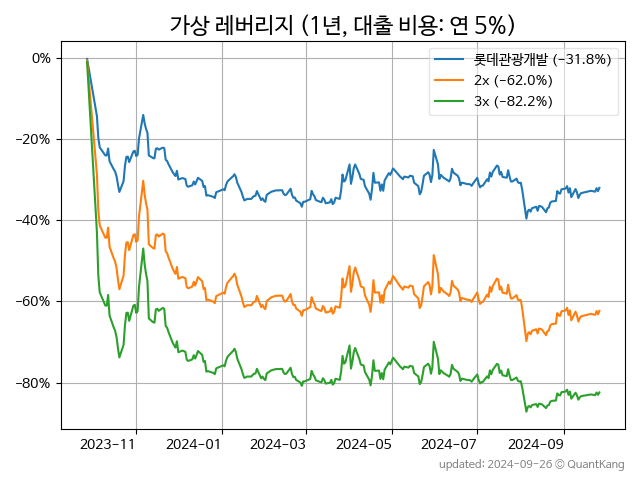 가상 레버리지 (1년, 대출 비용: 연 5%)
롯데관광개발 (−31.8%)
2x (−62.0%)
3x (−82.2%)
0%
−20%
−40%
−60%
−80%
2023−11 2024−01 2024−03 2024−05 2024−07 2024−09
updated: 2024-09-26 © QuantKang